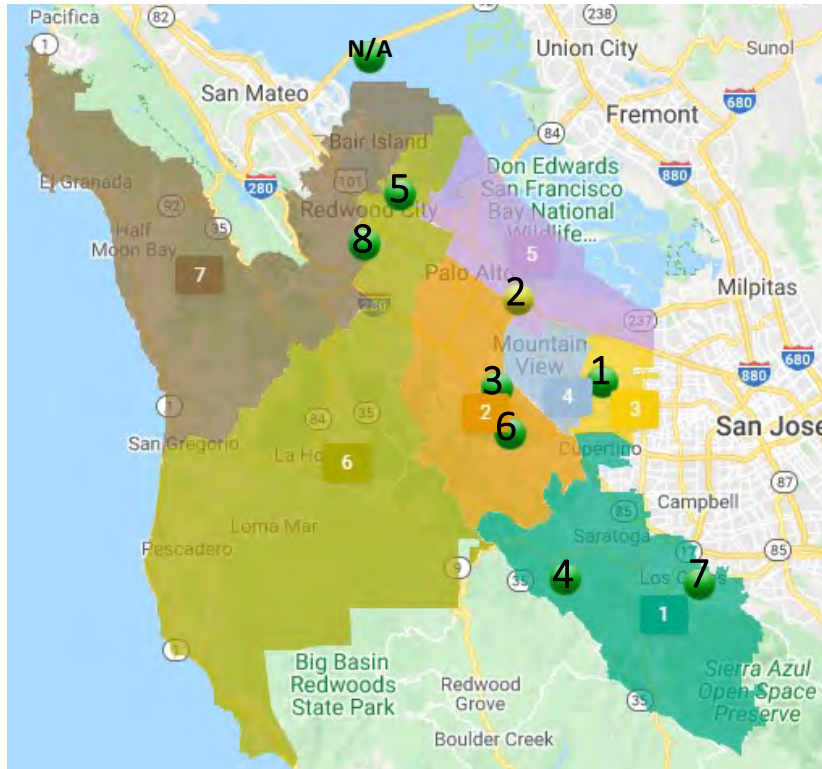 Pacifica
82
238
1
N/A
Union City
Sunol
San Mateo
680
Fremont
84
Bair Island
Don Edwards
San Francisco
Bay National
Wildlife...
880
El Granada
280
101
5
92
35
Redwood City
Half
Moon Bay
8
5
7
Palo Alto
2
Milpitas
280
237
Mountain
View
680
880
3
1
4
1
35
84
2
3
6
San Jose
San Gregorio
Cupertino
La Ho
6
87
Campbell
85
Loma Mar
Saratoga
Pescadero
17
85
9
35
4
Los G
s
7
1
1
Big Basin
Redwoods
State Park
Sierra Azul
Open Space
Preserve
Redwood
Grove
35
Boulder Creek